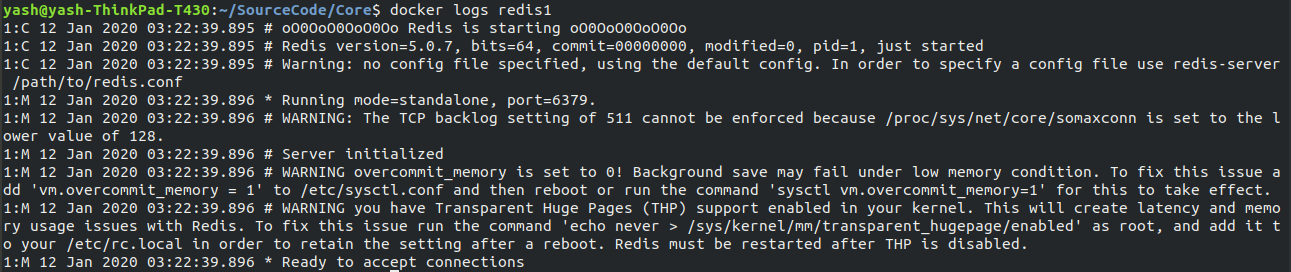 yash@yash-ThinkPad-T430:~/SourceCode/Core$ docker logs redis1
1:C 12 Jan 2020 03:22:39.895 # oO0OoO0OoO0Oo Redis is starting oO0OoO0OoO0Oo
1:C 12 Jan 2020 03:22:39.895 # Redis version=5.0.7, bits=64, commit=00000000, modified=0, pid=1, just started
1:C 12 Jan 2020 03:22:39.895 # Warning: no config file specified, using the default config. In order to specify a config file use redis-server
 /path/to/redis.conf
1:M 12 Jan 2020 03:22:39.896 * Running mode=standalone, port=6379.
1:M 12 Jan 2020 03:22:39.896 # WARNING: The TCP backlog setting of 511 cannot be enforced because /proc/sys/net/core/somaxconn is set to the l
ower value of 128.
1:M 12 Jan 2020 03:22:39.896 # Server initialized
1:M 12 Jan 2020 03:22:39.896 # WARNING overcommit_memory is set to 0! Background save may fail under low memory condition. To fix this issue a
dd 'vm.overcommit_memory = 1' to /etc/sysctl.conf and then reboot or run the command 'sysctl vm.overcommit_memory=1' for this to take effect.
1:M 12 Jan 2020 03:22:39.896 # WARNING you have Transparent Huge Pages (THP) support enabled in your kernel. This will create latency and memo
ry usage issues with Redis. To fix this issue run the command 'echo never > /sys/kernel/mm/transparent_hugepage/enabled' as root, and add it t
o your /etc/rc.local in order to retain the setting after a reboot. Redis must be restarted after THP is disabled.
1:M 12 Jan 2020 03:22:39.896 * Ready to accept connections